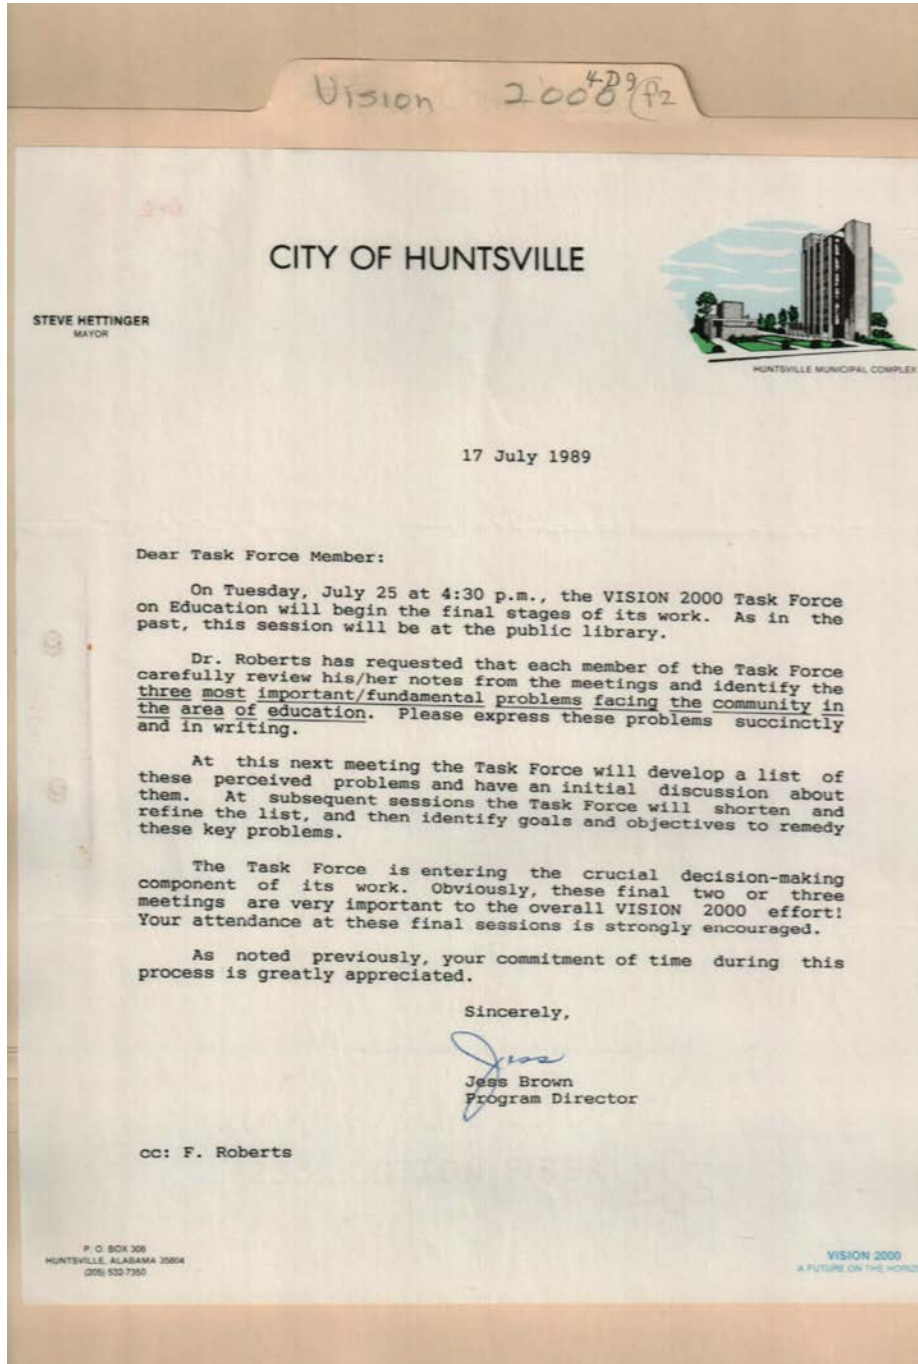 Vision 2000
4D9
P2
CITY OF HUNTSVILLE
STEVE HETTINGER
MAYOR
HUNTSVILLE MUNICIPAL COMPLEX
17 July 1989
Dear Task Force Member:
On Tuesday, July 25 at 4:30 p.m., the VISION 2000 Task Force
on Education will begin the final stages of its work. As in the
past, this session will be at the public library.
Dr. Roberts has requested that each member of the Task Force
carefully review his/her notes from the meetings and identify the
three most important/fundamental problems facing the community in
the area of education. Please express these problems succinctly
and in writing.
At this next meeting the Task Force will develop a list of
these perceived problems and have an initial discussion about
them. At subsequent sessions the Task Force will shorten and
refine the list, and then identify goals and objectives to remedy
these key problems.
The Task Force is entering the crucial decision-making
component of its work. Obviously, these final two or three
meetings are very important to the overall VISION 2000 effort!
Your attendance at these final sessions is strongly encouraged.
As noted previously, your commitment of time during this
process is greatly appreciated.
Sincerely,
Jess
Jess Brown
Program Director
cc: F. Roberts
P. O. BOX 308
HUNTSVILLE, ALABAMA 35804
(205) 532-7350
VISION 2000
A FUTURE ON THE